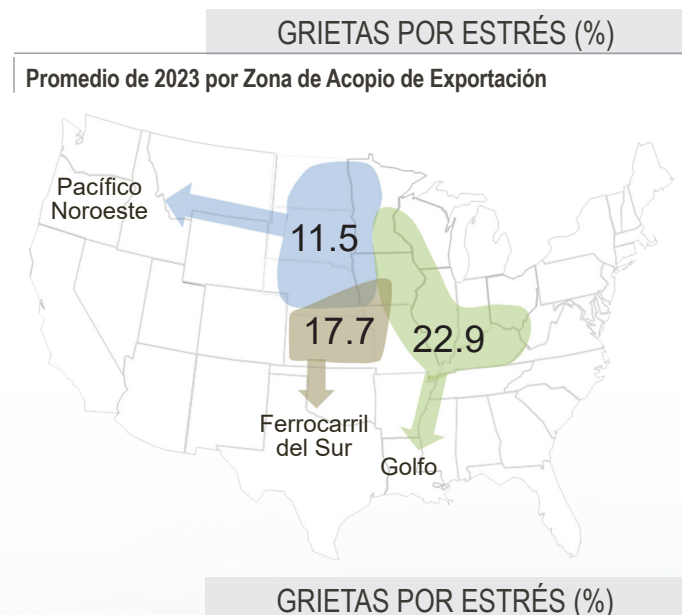 GRIETAS POR ESTRÉS (%)
Promedio de 2023 por Zona de Acopio de Exportación
Pacífico
Noroeste
11.5
17.7
22.9
Ferrocarril
del Sur
Golfo
GRIETAS POR ESTRÉS (%)